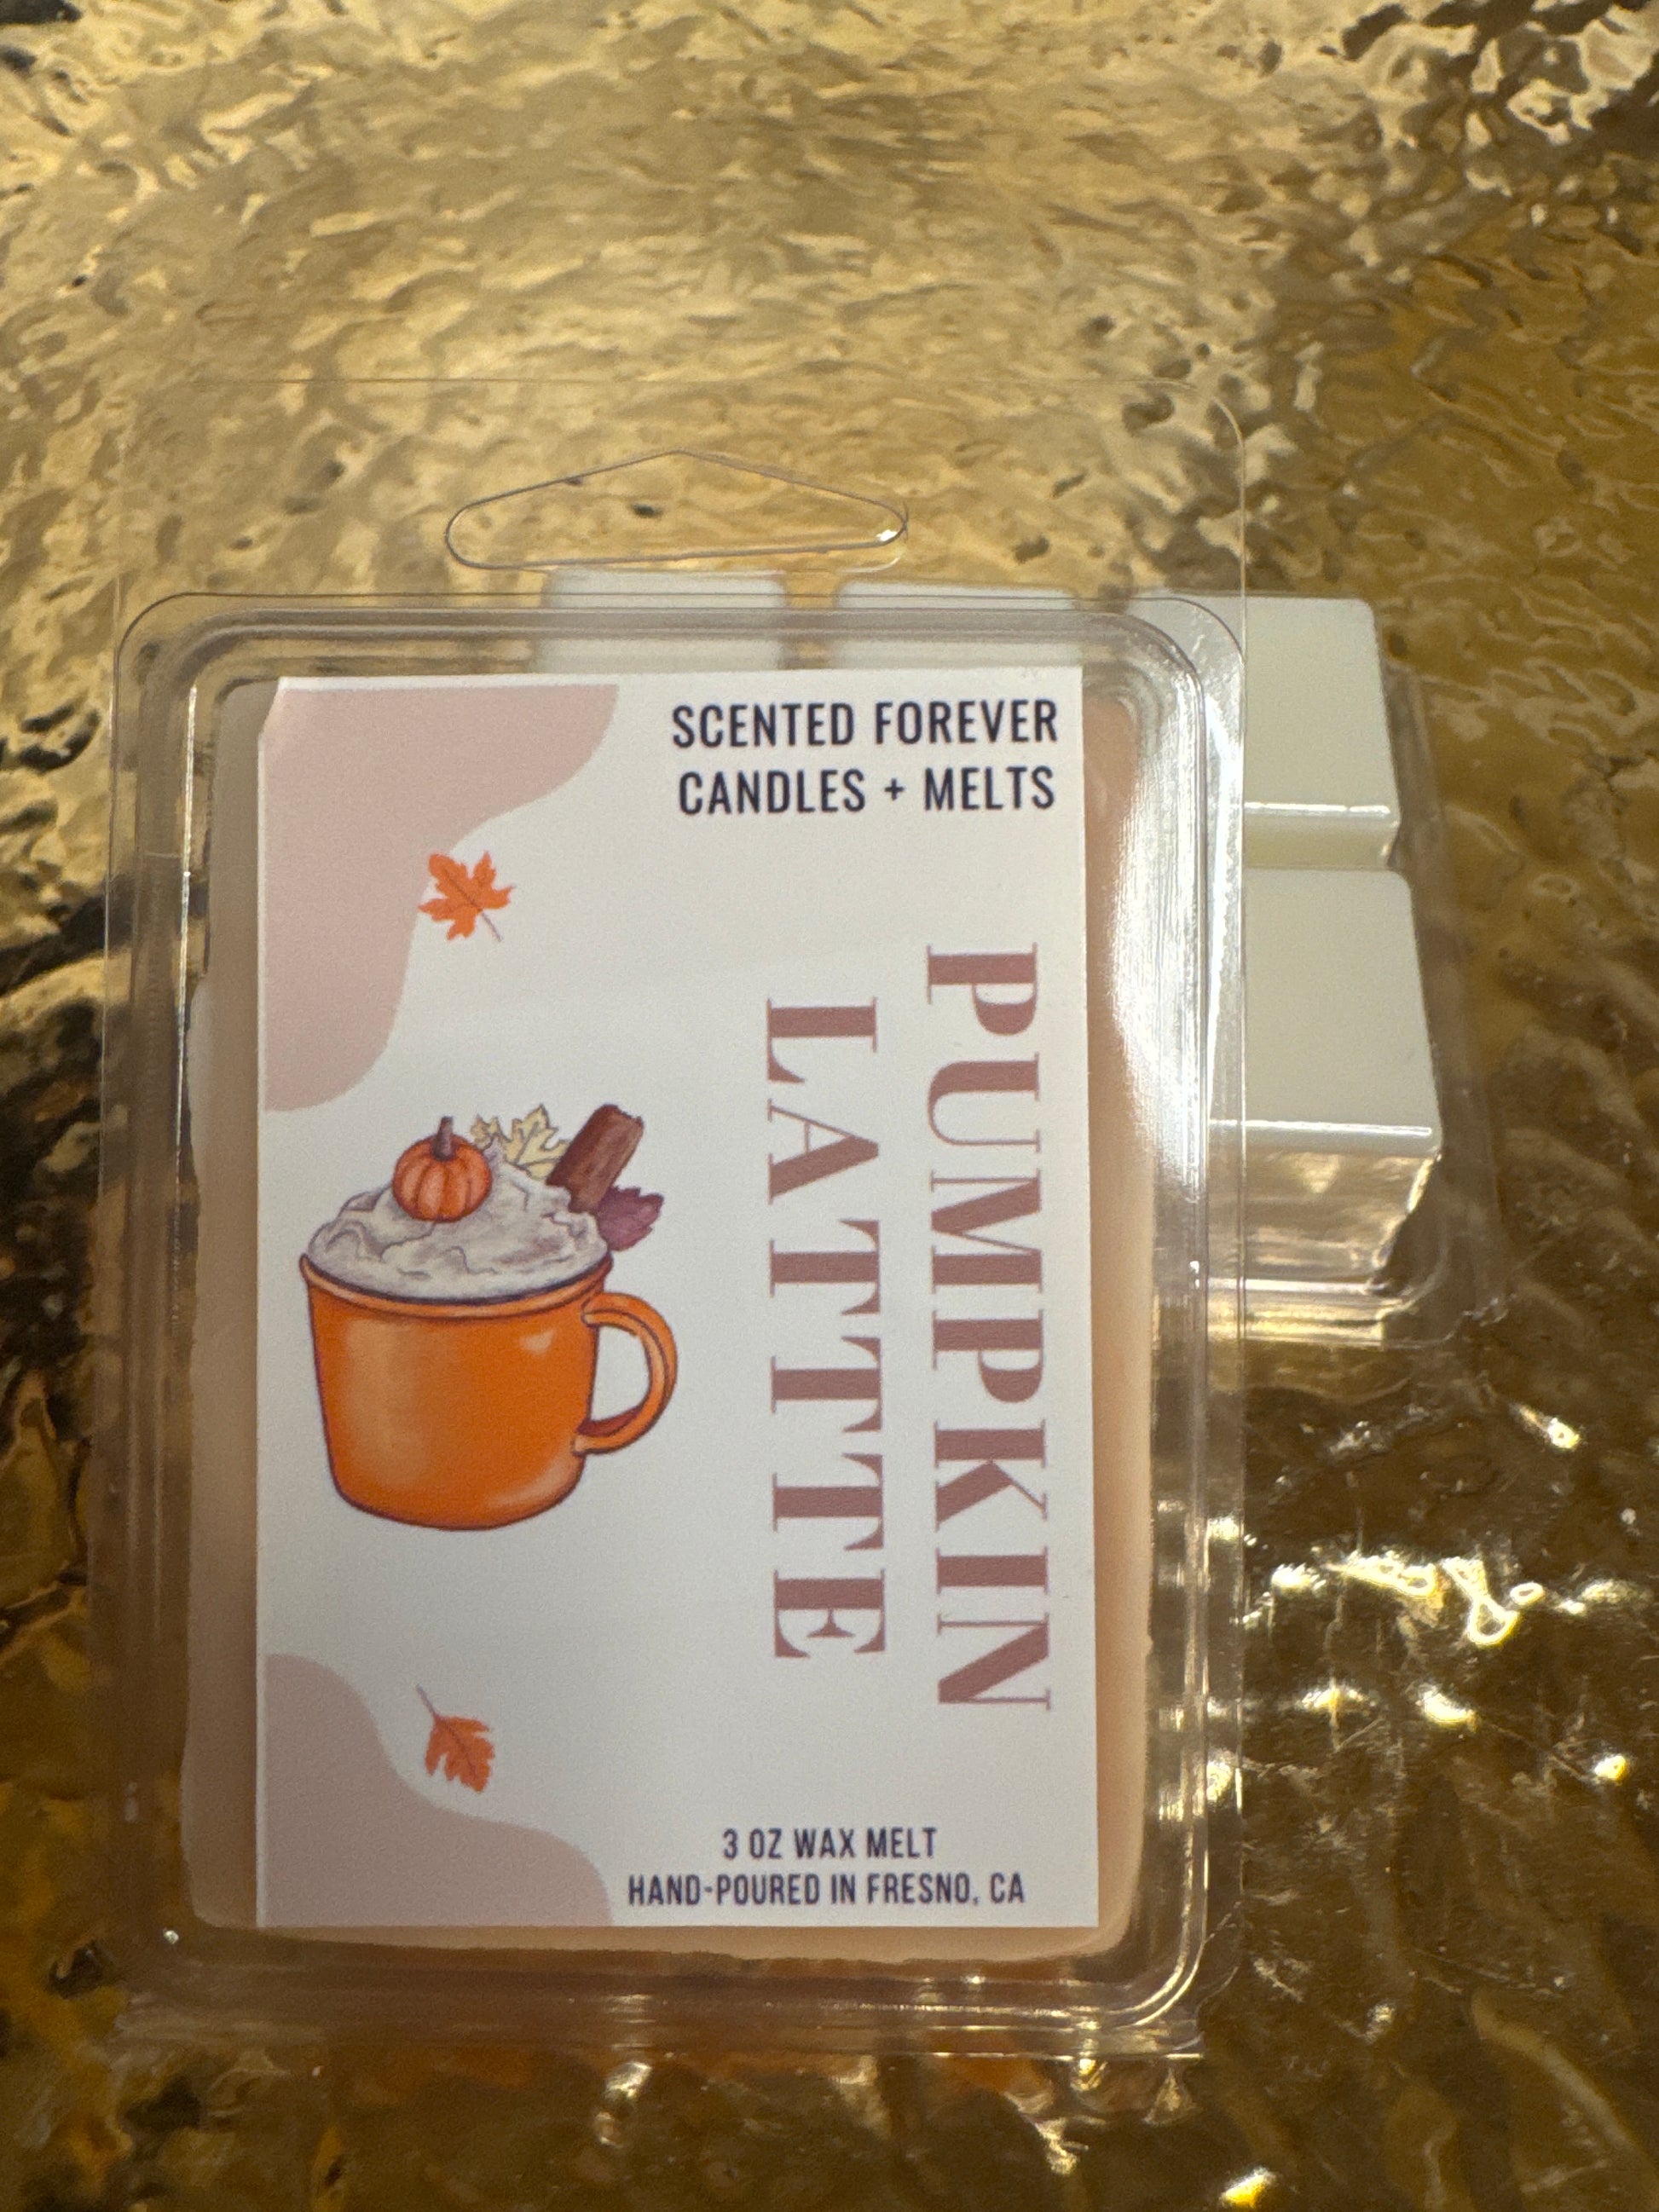 SCENTED FOREVER
CANDLES + MELTS
PUMPKIN
LATTE
3 OZ WAX MELT
HAND-POURED IN FRESNO, CA